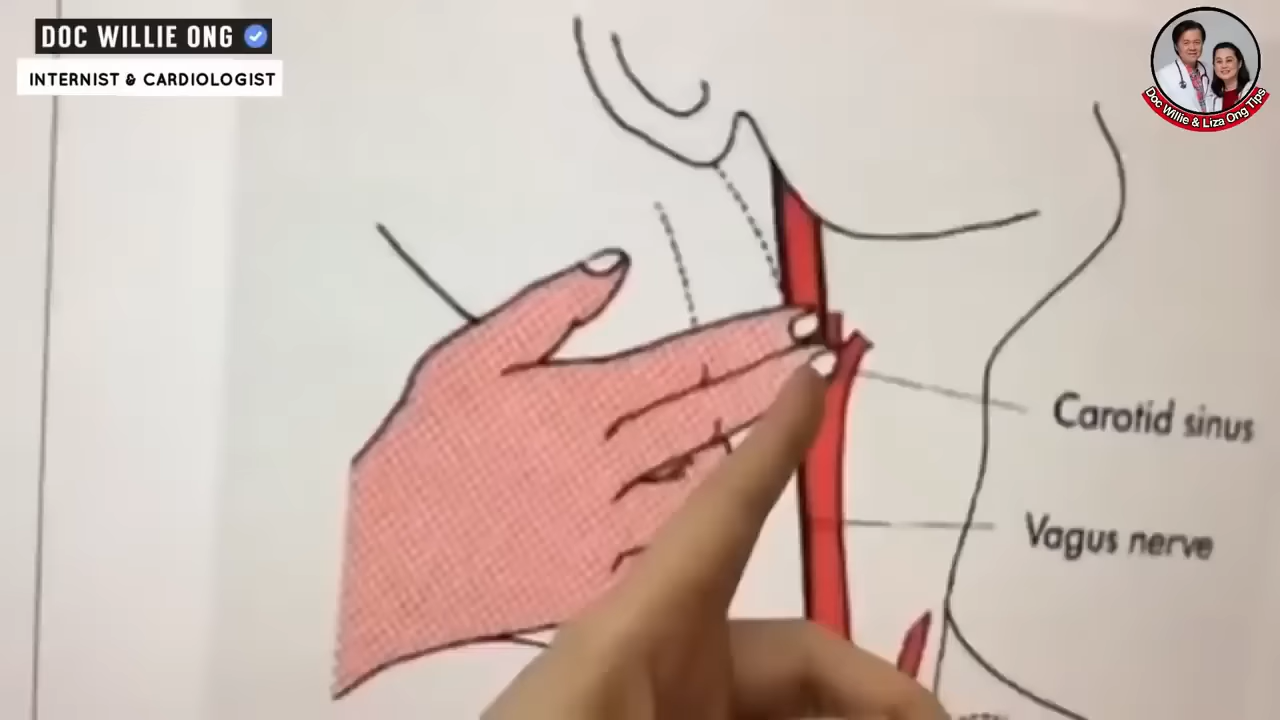 DOC WILLIE ONG
INTERNIST & CARDIOLOGIST
Doc Willie & Liza Ong Tips
Carotid sinus
Vagus nerve